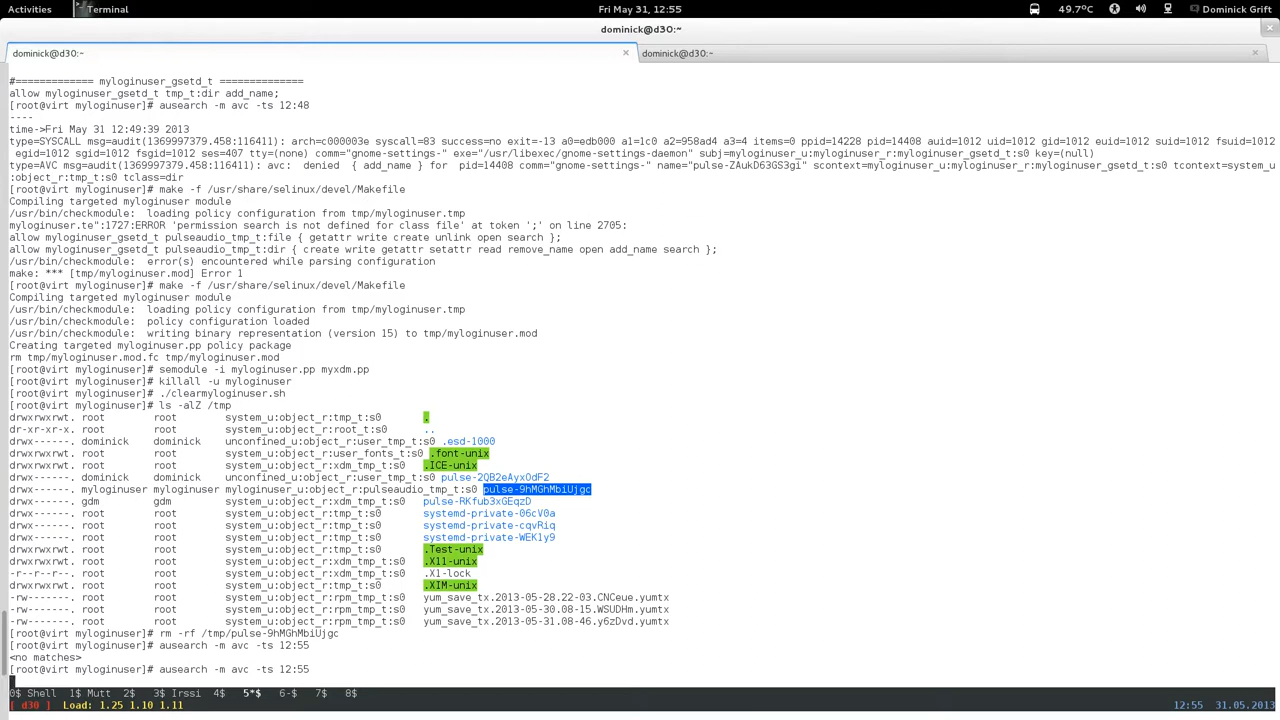 Activities Terminal Fri May 31, 12:55 49.7°C Dominick Grift
dominick@d30:~
dominick@d30:~ × dominick@d30:~ ×
#============= myloginuser_gsetd_t ==============
allow myloginuser_gsetd_t tmp_t:dir add_name;
[root@virt myloginuser]# ausearch -m avc -ts 12:48
----
time->Fri May 31 12:49:39 2013
type=SYSCALL msg=audit(1369997379.458:116411): arch=c000003e syscall=83 success=no exit=-13 a0=edb000 a1=1c0 a2=958ad4 a3=4 items=0 ppid=14228 pid=14408 auid=1012 uid=1012 gid=1012 euid=1012 suid=1012 fsuid=1012
 egid=1012 sgid=1012 fsgid=1012 ses=407 tty=(none) comm="gnome-settings-" exe="/usr/libexec/gnome-settings-daemon" subj=myloginuser_u:myloginuser_r:myloginuser_gsetd_t:s0 key=(null)
type=AVC msg=audit(1369997379.458:116411): avc:  denied  { add_name } for  pid=14408 comm="gnome-settings-" name="pulse-ZAukD63GS3gi" scontext=myloginuser_u:myloginuser_r:myloginuser_gsetd_t:s0 tcontext=system_u
:object_r:tmp_t:s0 tclass=dir
[root@virt myloginuser]# make -f /usr/share/selinux/devel/Makefile
Compiling targeted myloginuser module
/usr/bin/checkmodule:  loading policy configuration from tmp/myloginuser.tmp
myloginuser.te":1727:ERROR 'permission search is not defined for class file' at token ';' on line 2705:
allow myloginuser_gsetd_t pulseaudio_tmp_t:file { getattr write create unlink open search };
allow myloginuser_gsetd_t pulseaudio_tmp_t:dir { create write getattr setattr read remove_name open add_name search };
/usr/bin/checkmodule:  error(s) encountered while parsing configuration
make: *** [tmp/myloginuser.mod] Error 1
[root@virt myloginuser]# make -f /usr/share/selinux/devel/Makefile
Compiling targeted myloginuser module
/usr/bin/checkmodule:  loading policy configuration from tmp/myloginuser.tmp
/usr/bin/checkmodule:  policy configuration loaded
/usr/bin/checkmodule:  writing binary representation (version 15) to tmp/myloginuser.mod
Creating targeted myloginuser.pp policy package
rm tmp/myloginuser.mod.fc tmp/myloginuser.mod
[root@virt myloginuser]# semodule -i myloginuser.pp myxdm.pp
[root@virt myloginuser]# killall -u myloginuser
[root@virt myloginuser]# ./clearmyloginuser.sh
[root@virt myloginuser]# ls -alZ /tmp
drwxrwxrwt. root root system_u:object_r:tmp_t:s0 .
dr-xr-xr-x. root root system_u:object_r:root_t:s0 ..
drwx------. dominick dominick unconfined_u:object_r:user_tmp_t:s0 .esd-1000
drwxrwxrwt. root root system_u:object_r:user_fonts_t:s0 .font-unix
drwxrwxrwt. root root system_u:object_r:xdm_tmp_t:s0 .ICE-unix
drwx------. dominick dominick unconfined_u:object_r:user_tmp_t:s0 pulse-2QB2eAyxOdF2
drwx------. myloginuser myloginuser myloginuser_u:object_r:pulseaudio_tmp_t:s0 pulse-9hMGhMbiUjgc
drwx------. gdm gdm system_u:object_r:xdm_tmp_t:s0 pulse-RKfub3xGEqzD
drwx------. root root system_u:object_r:tmp_t:s0 systemd-private-06cV0a
drwx------. root root system_u:object_r:tmp_t:s0 systemd-private-cqvRiq
drwx------. root root system_u:object_r:tmp_t:s0 systemd-private-WEK1y9
drwxrwxrwt. root root system_u:object_r:tmp_t:s0 .Test-unix
drwxrwxrwt. root root system_u:object_r:xdm_tmp_t:s0 .X11-unix
-r--r--r--. root root system_u:object_r:xdm_tmp_t:s0 .X1-lock
drwxrwxrwt. root root system_u:object_r:tmp_t:s0 .XIM-unix
-rw-------. root root system_u:object_r:rpm_tmp_t:s0 yum_save_tx.2013-05-28.22-03.CNCeue.yumtx
-rw-------. root root system_u:object_r:rpm_tmp_t:s0 yum_save_tx.2013-05-30.08-15.WSUDHm.yumtx
-rw-------. root root system_u:object_r:rpm_tmp_t:s0 yum_save_tx.2013-05-31.08-46.y6zDvd.yumtx
[root@virt myloginuser]# rm -rf /tmp/pulse-9hMGhMbiUjgc
[root@virt myloginuser]# ausearch -m avc -ts 12:55
<no matches>
[root@virt myloginuser]# ausearch -m avc -ts 12:55
0$ Shell  1$ Mutt  2$  3$ Irssi  4$  5*$  6-$  7$  8$
[ d30 ]  Load: 1.25 1.10 1.11 12:55 31.05.2013